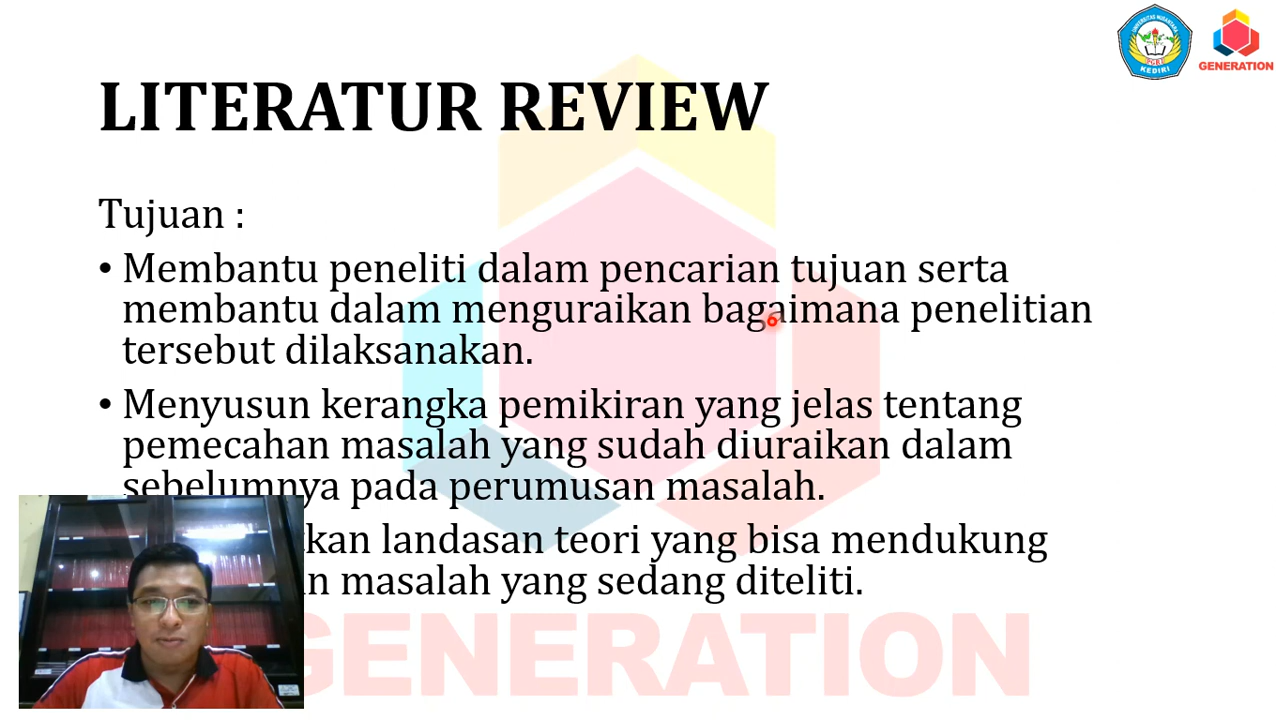 GENERATION
LITERATUR REVIEW
Tujuan :
• Membantu peneliti dalam pencarian tujuan serta
membantu dalam menguraikan bagaimana penelitian
tersebut dilaksanakan.
• Menyusun kerangka pemikiran yang jelas tentang
pemecahan masalah yang sudah diuraikan dalam
sebelumnya pada perumusan masalah.
landasan teori yang bisa mendukung
masalah yang sedang diteliti.
GENERATION